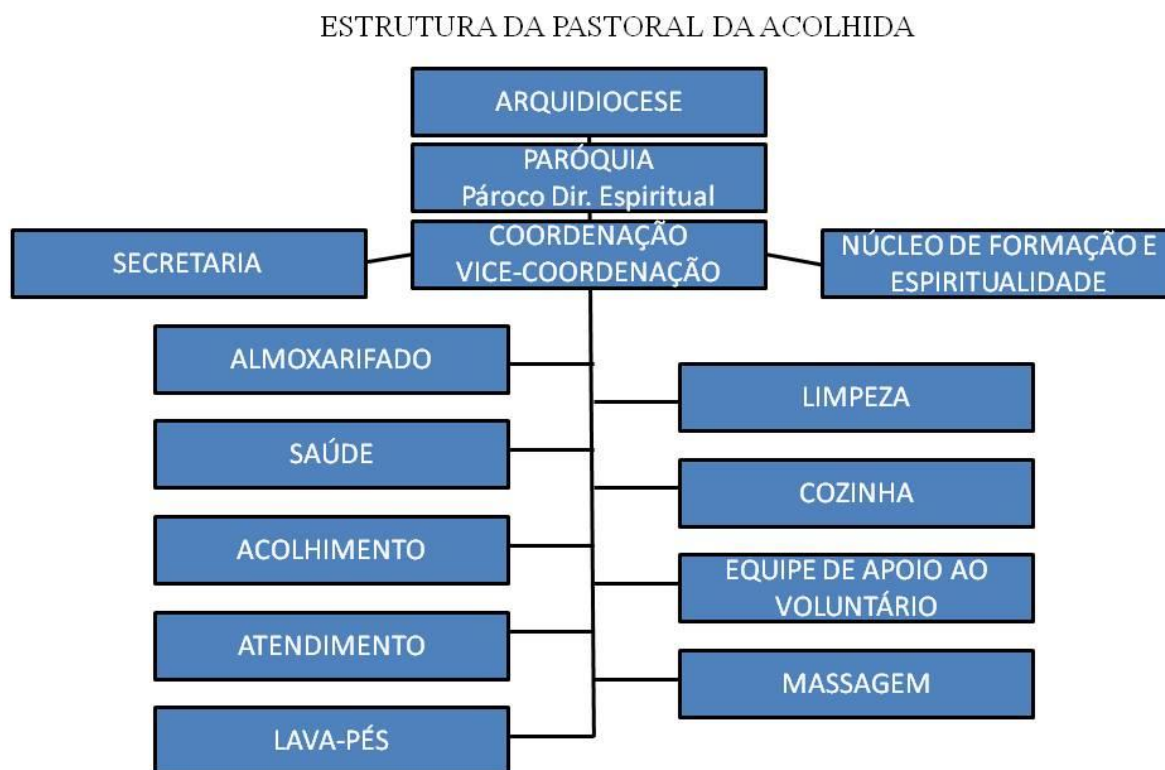 ESTRUTURA DA PASTORAL DA ACOLHIDA
ARQUIDIOCESE
PARÓQUIA
Pároco Dir. Espiritual
SECRETARIA
COORDENAÇÃO
VICE-COORDENAÇÃO
NÚCLEO DE FORMAÇÃO E
ESPIRITUALIDADE
ALMOXARIFADO
LIMPEZA
SAÚDE
COZINHA
ACOLHIMENTO
EQUIPE DE APOIO AO
VOLUNTÁRIO
ATENDIMENTO
MASSAGEM
LAVA-PÉS